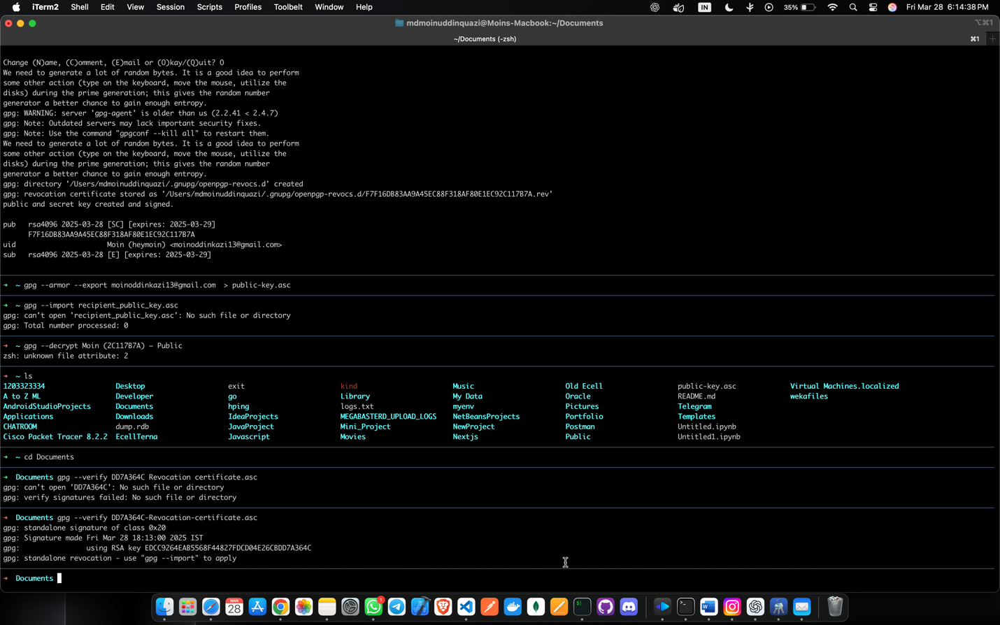 iTerm2 Shell Edit View Session Scripts Profiles Toolbelt Window Help IN 35% Fri Mar 28 6:14:38 PM
mdmoinuddinquazi@Moins-Macbook:~/Documents ⌥⌘1
~/Documents (-zsh) ⌘1 +
Change (N)ame, (C)omment, (E)mail or (O)kay/(Q)uit? O
We need to generate a lot of random bytes. It is a good idea to perform
some other action (type on the keyboard, move the mouse, utilize the
disks) during the prime generation; this gives the random number
generator a better chance to gain enough entropy.
gpg: WARNING: server 'gpg-agent' is older than us (2.2.41 < 2.4.7)
gpg: Note: Outdated servers may lack important security fixes.
gpg: Note: Use the command "gpgconf --kill all" to restart them.
We need to generate a lot of random bytes. It is a good idea to perform
some other action (type on the keyboard, move the mouse, utilize the
disks) during the prime generation; this gives the random number
generator a better chance to gain enough entropy.
gpg: directory '/Users/mdmoinuddinquazi/.gnupg/openpgp-revocs.d' created
gpg: revocation certificate stored as '/Users/mdmoinuddinquazi/.gnupg/openpgp-revocs.d/F7F16DB83AA9A45EC88F318AF80E1EC92C117B7A.rev'
public and secret key created and signed.
pub rsa4096 2025-03-28 [SC] [expires: 2025-03-29]
F7F16DB83AA9A45EC88F318AF80E1EC92C117B7A
uid Moin (heymoin) <moinoddinkazi13@gmail.com>
sub rsa4096 2025-03-28 [E] [expires: 2025-03-29]
→ ~ gpg --armor --export moinoddinkazi13@gmail.com > public-key.asc
→ ~ gpg --import recipient_public_key.asc
gpg: can't open 'recipient_public_key.asc': No such file or directory
gpg: Total number processed: 0
→ ~ gpg --decrypt Moin (2C117B7A) – Public
zsh: unknown file attribute: 2
→ ~ ls
1203323334 Desktop exit kind Music Old Ecell public-key.asc Virtual Machines.localized
A to Z ML Developer go Library My Data Oracle README.md wekafiles
AndroidStudioProjects Documents hping logs.txt myenv Pictures Telegram
Applications Downloads IdeaProjects MEGABASTERD_UPLOAD_LOGS NetBeansProjects Portfolio Templates
CHATROOM dump.rdb JavaProject Mini_Project NewProject Postman Untitled.ipynb
Cisco Packet Tracer 8.2.2 EcellTerna Javascript Movies Nextjs Public Untitled1.ipynb
→ ~ cd Documents
→ Documents gpg --verify DD7A364C Revocation certificate.asc
gpg: can't open 'DD7A364C': No such file or directory
gpg: verify signatures failed: No such file or directory
→ Documents gpg --verify DD7A364C-Revocation-certificate.asc
gpg: standalone signature of class 0x20
gpg: Signature made Fri Mar 28 18:13:00 2025 IST
gpg: using RSA key EDCC9264EAB5568F44827FDCD04E26CBDD7A364C
gpg: standalone revocation - use "gpg --import" to apply
→ Documents
MAR
28
1